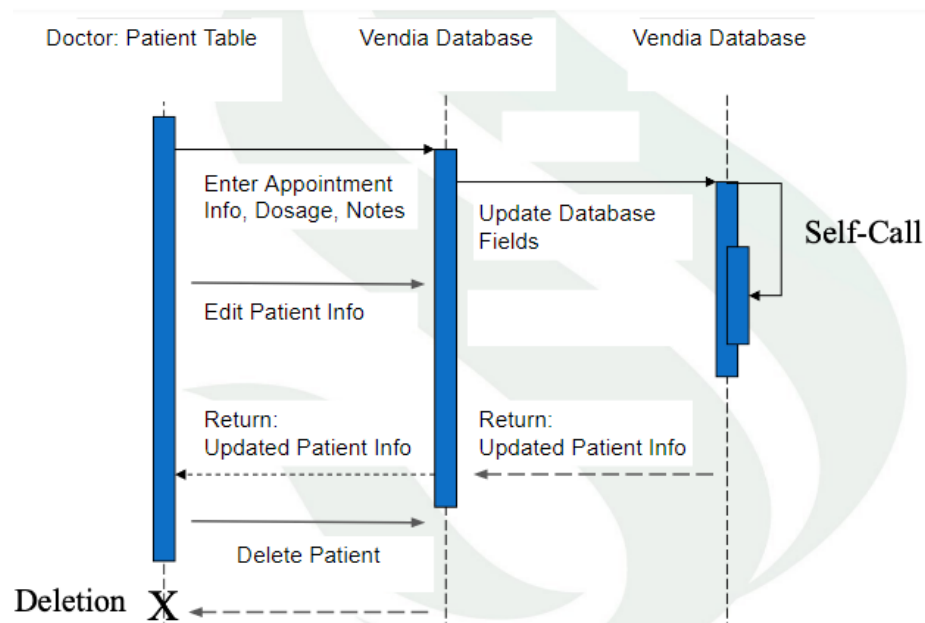 Doctor: Patient Table
Vendia Database
Vendia Database
Enter Appointment
Info, Dosage, Notes
Update Database
Fields
Self-Call
Edit Patient Info
Return:
Updated Patient Info
Return:
Updated Patient Info
Delete Patient
Deletion X